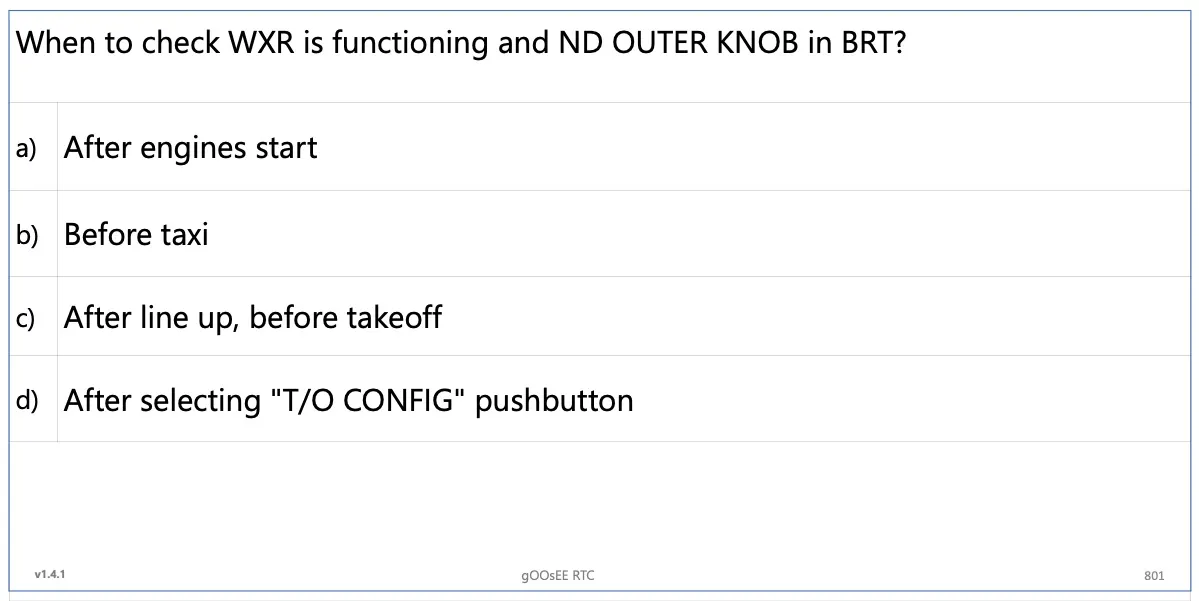 When to check WXR is functioning and ND OUTER KNOB in BRT?
a) After engines start
b) Before taxi
c) After line up, before takeoff
d) After selecting "T/O CONFIG" pushbutton
v1.4.1 gOOsEE RTC 801